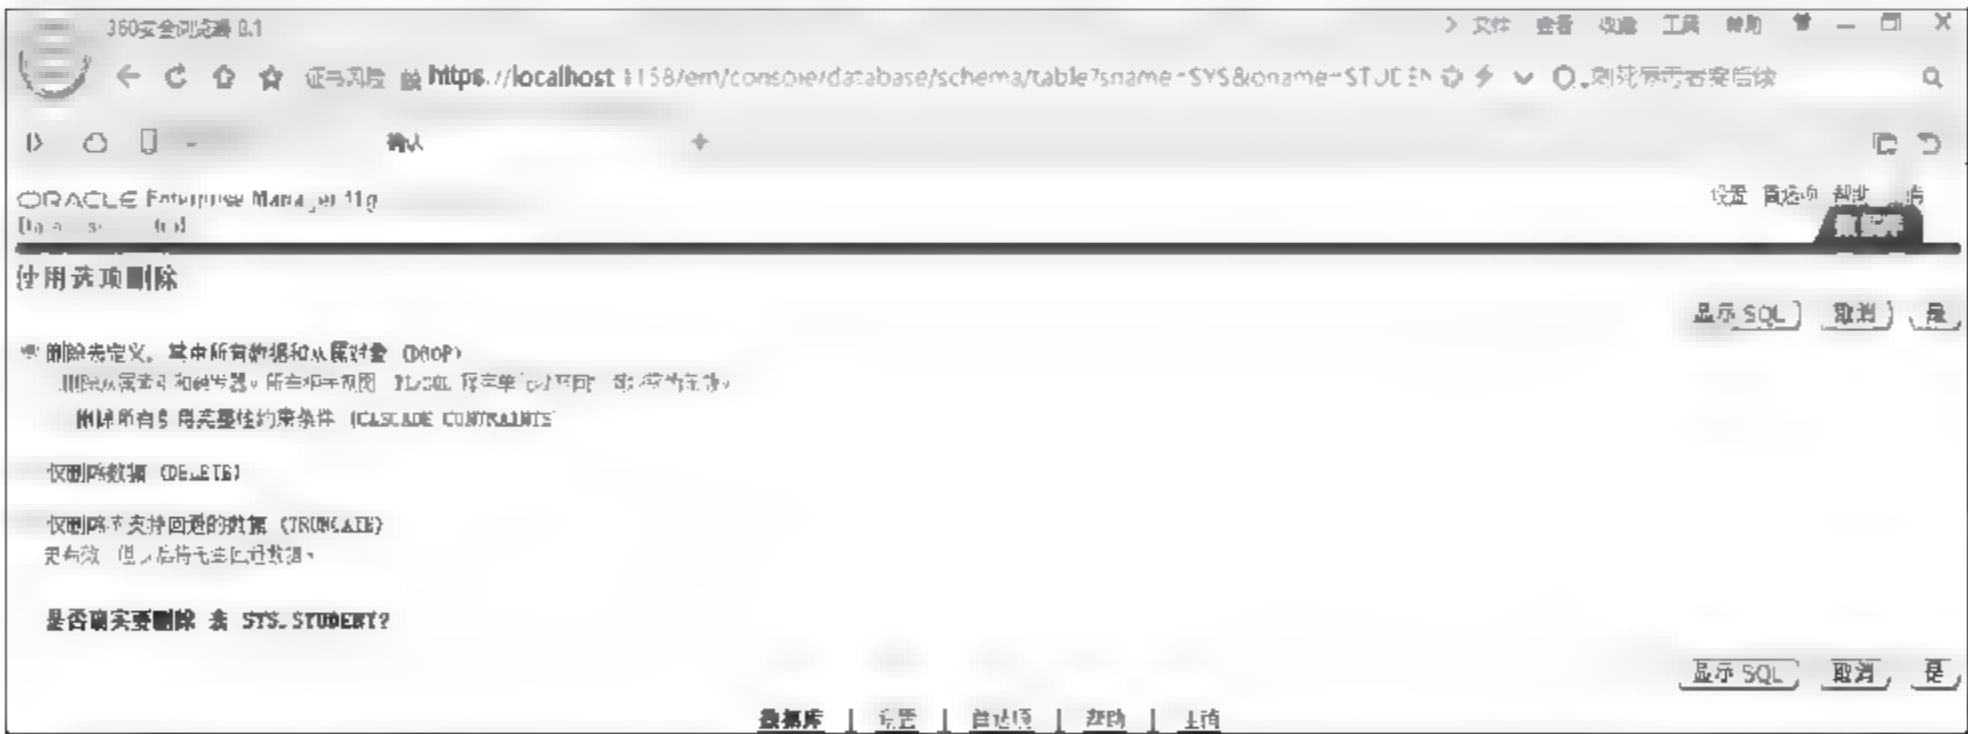 360安全浏览器 8.1
文件 查看 收藏 工具 帮助
证书风险 https://localhost:1158/em/console/database/schema/table?sname=SYS&oname=STUDEN
确认
ORACLE Enterprise Manager 11g
设置 首选项 帮助
数据库
使用选项删除
显示 SQL 取消 是
删除表定义, 其中所有数据和从属对象 (DROP)
删除所有引用完整性约束条件 (CASCADE CONTRAINTS
仅删除数据 (DELETE)
仅删除不支持回退的数据 (TRUNCATE)
是否确实要删除 表 SYS.STUDENT?
显示 SQL 取消 是
数据库 | 设置 | 首选项 | 帮助 | 注销